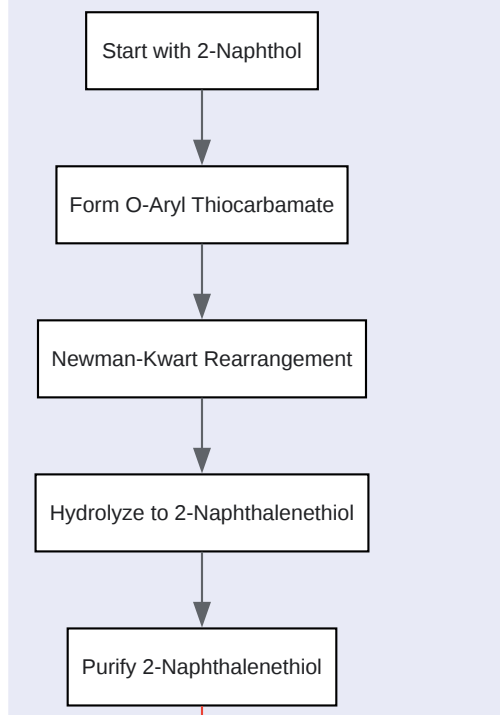 Start with 2-Naphthol
Form O-Aryl Thiocarbamate
Newman-Kwart Rearrangement
Hydrolyze to 2-Naphthalenethiol
Purify 2-Naphthalenethiol